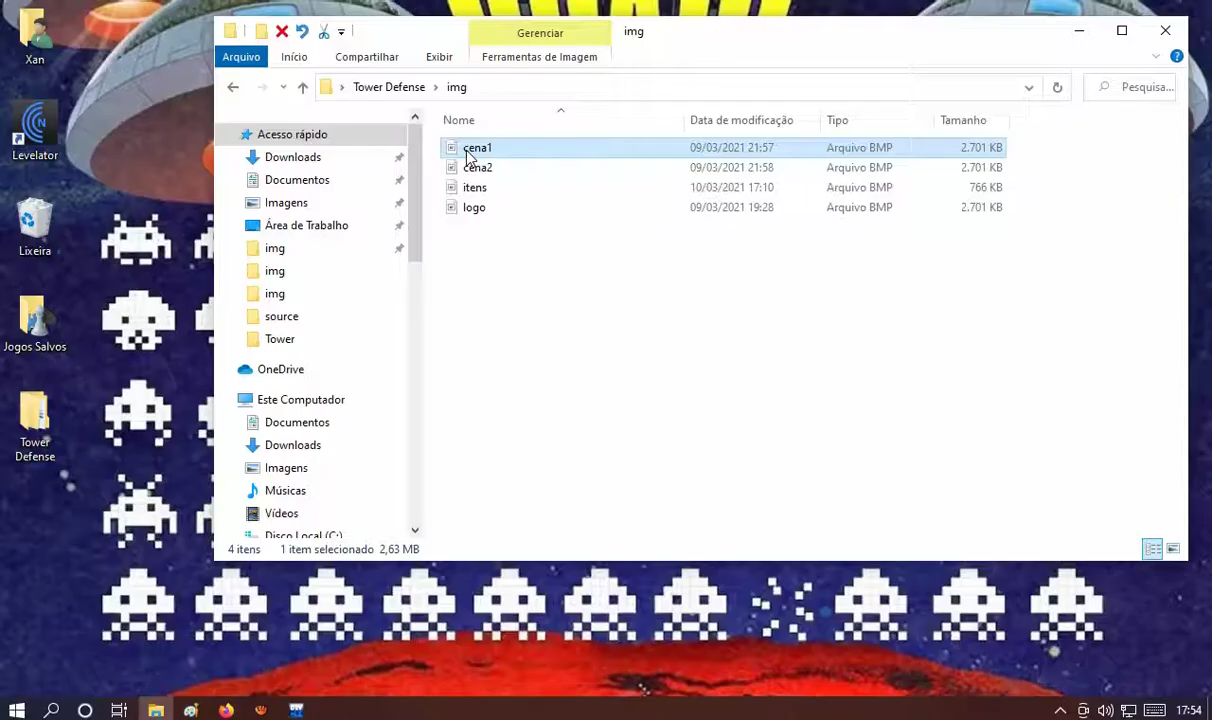 Xan
Levelator
Lixeira
Jogos Salvos
Tower
Defense
Gerenciar
img
Arquivo
Início
Compartilhar
Exibir
Ferramentas de Imagem
Tower Defense
img
Pesquisa...
Nome
Data de modificação
Tipo
Tamanho
cena1 09/03/2021 21:57 Arquivo BMP 2.701 KB
cena2 09/03/2021 21:58 Arquivo BMP 2.701 KB
itens 10/03/2021 17:10 Arquivo BMP 766 KB
logo 09/03/2021 19:28 Arquivo BMP 2.701 KB
Acesso rápido
Downloads
Documentos
Imagens
Área de Trabalho
img
img
img
source
Tower
OneDrive
Este Computador
Documentos
Downloads
Imagens
Músicas
Vídeos
Disco Local (C:)
4 itens
1 item selecionado 2,63 MB
17:54